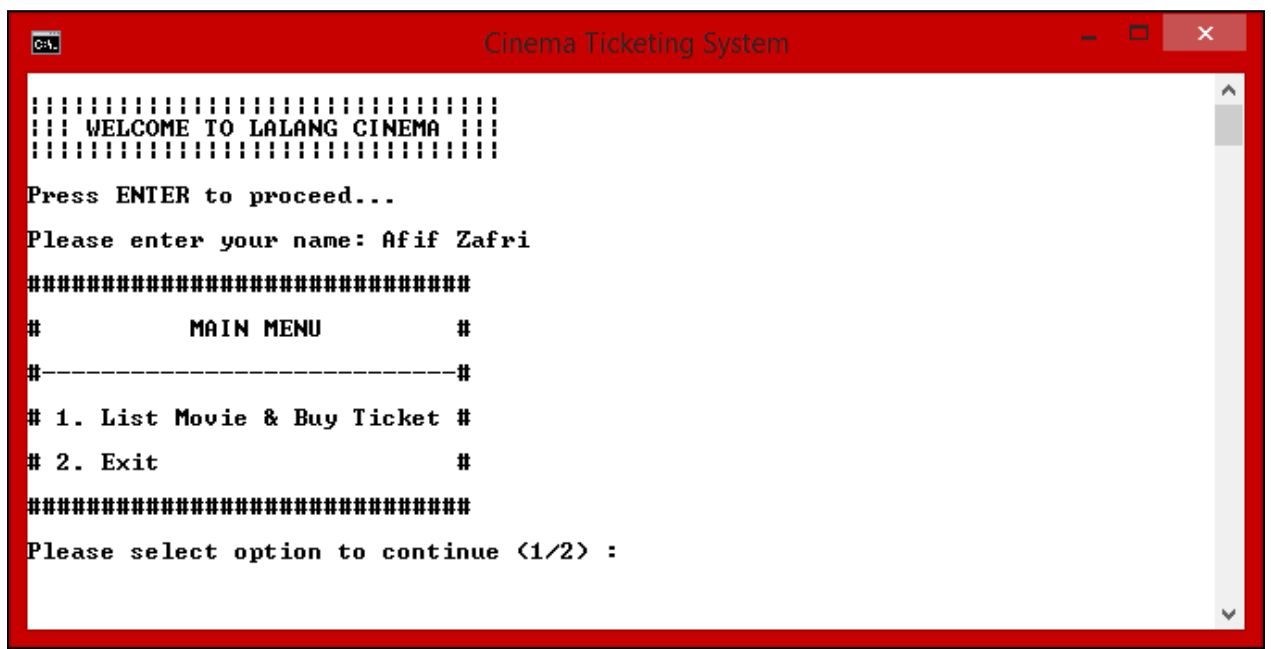 C:\.
Cinema Ticketing System
¦¦¦¦¦¦¦¦¦¦¦¦¦¦¦¦¦¦¦¦¦¦¦¦¦¦¦¦¦¦¦¦
¦¦¦ WELCOME TO LALANG CINEMA ¦¦¦
¦¦¦¦¦¦¦¦¦¦¦¦¦¦¦¦¦¦¦¦¦¦¦¦¦¦¦¦¦¦¦¦
Press ENTER to proceed...
Please enter your name: Afif Zafri
##############################
#          MAIN MENU         #
#----------------------------#
# 1. List Movie & Buy Ticket #
# 2. Exit                    #
##############################
Please select option to continue (1/2) :